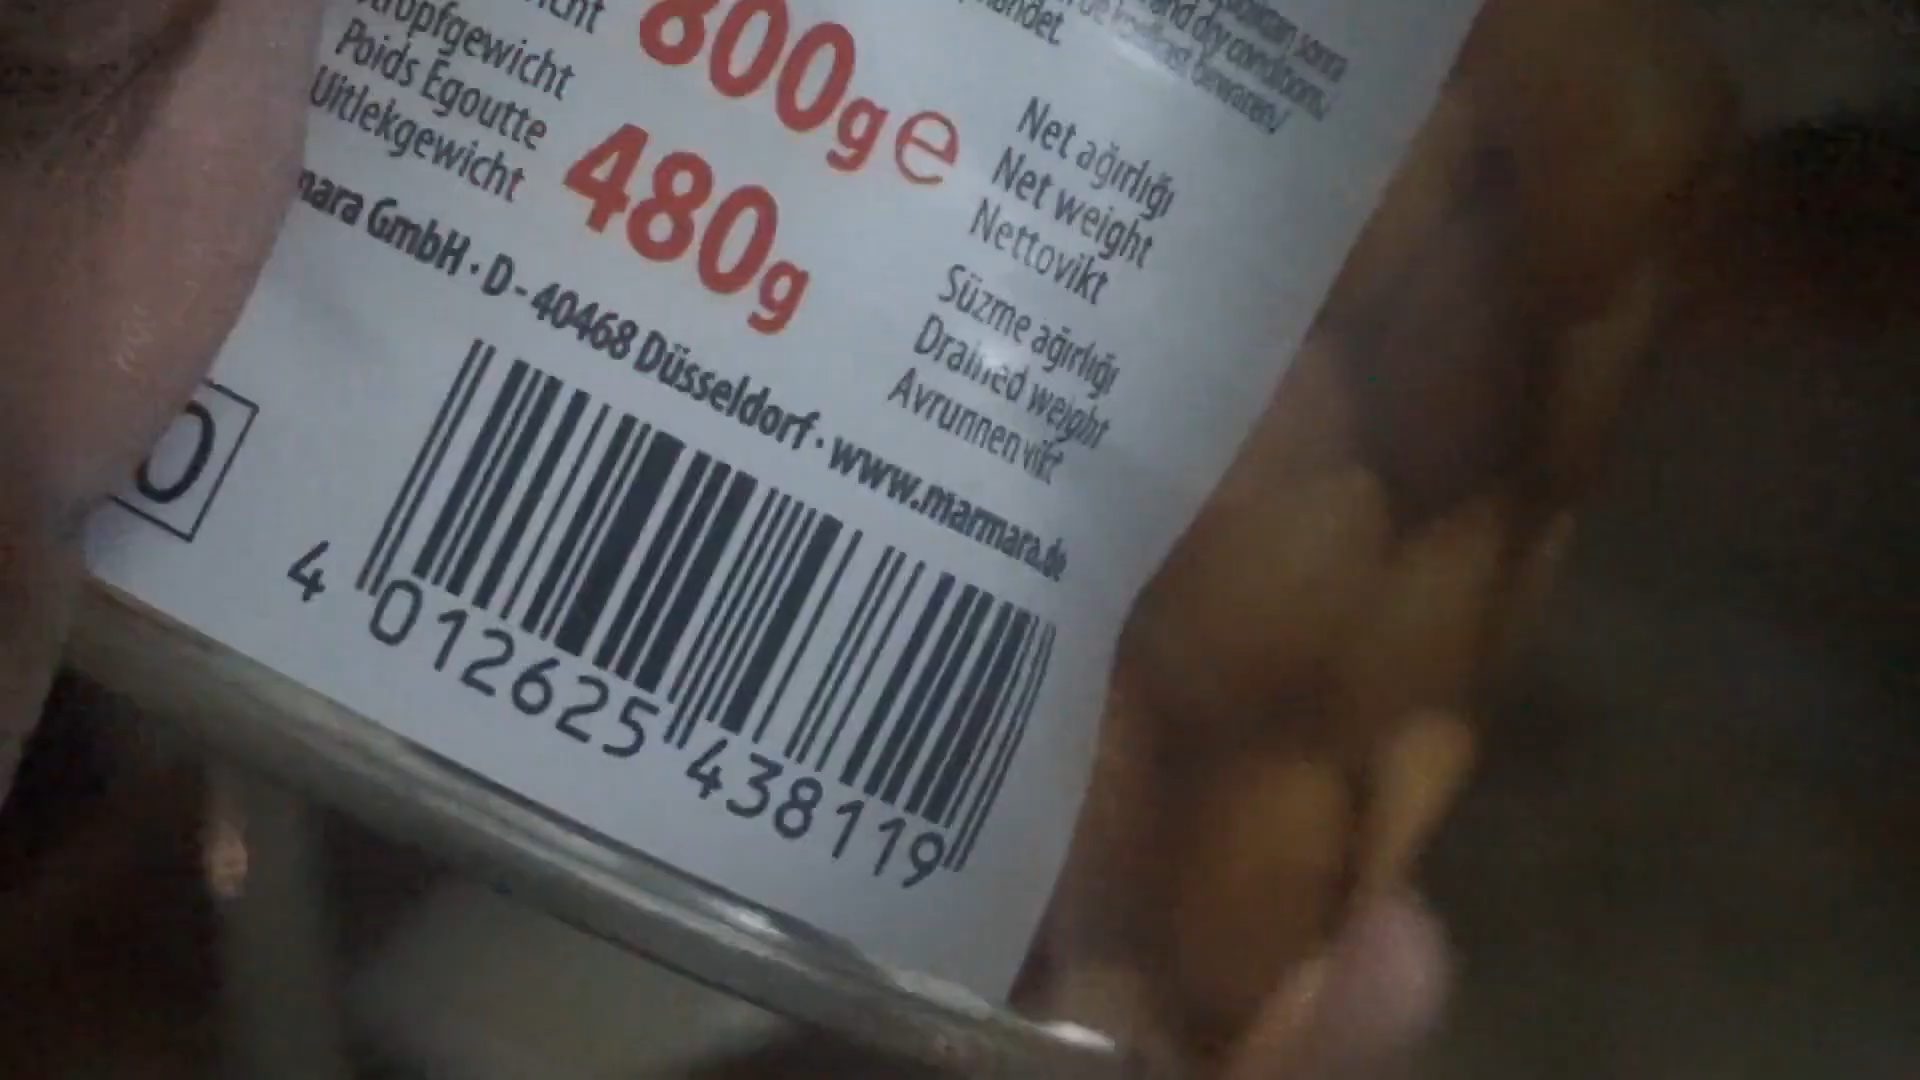 800g e
Poids Egoutte
Uitlekgewicht
480g
Net ağırlığı
Net weight
Nettovikt
Süzme ağırlığı
Drained weight
Avrunnen vikt
GmbH · D - 40468 Düsseldorf · www.marmara.de
4 012625 438119